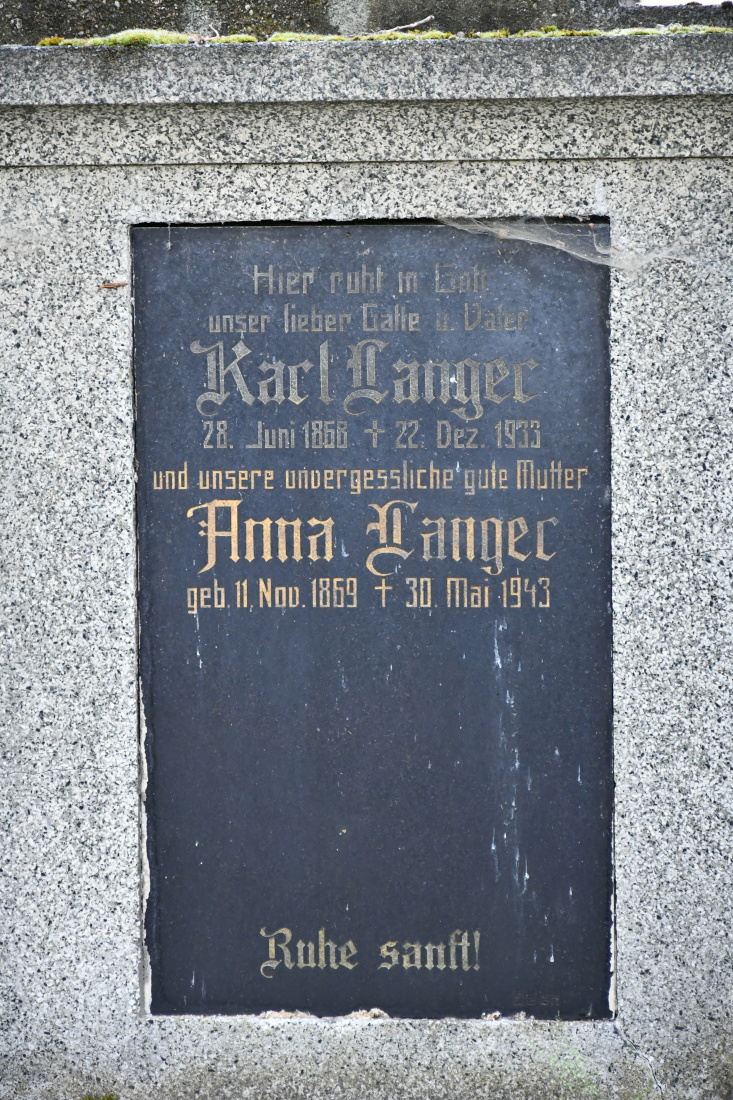 Hier ruht in Gott
unser lieber Gatte u. Vater
Karl Langer
28. Juni 1868 † 22. Dez. 1933
und unsere unvergessliche gute Mutter
Anna Langer
geb. 11. Nov. 1869 † 30. Mai 1943
Ruhe sanft!